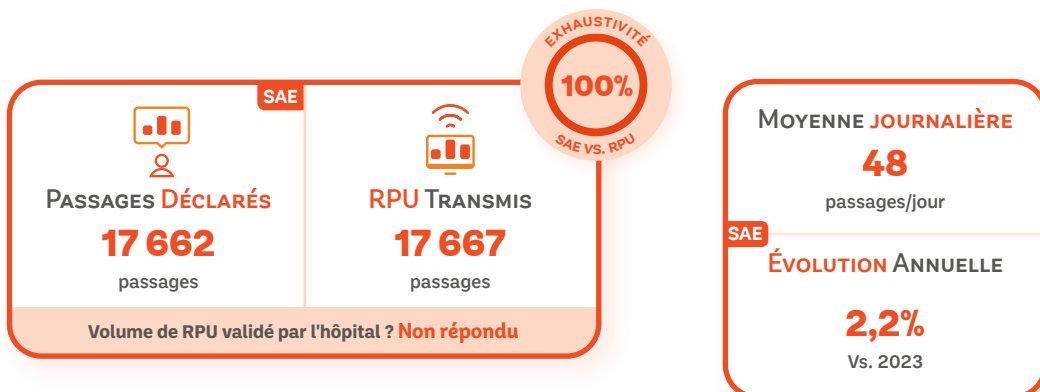 EXHAUSTIVITÉ
100%
SAE VS. RPU
SAE
PASSAGES DÉCLARÉS
17 662
passages
RPU TRANSMIS
17 667
passages
Volume de RPU validé par l'hôpital ? Non répondu
MOYENNE JOURNALIÈRE
48
passages/jour
SAE
ÉVOLUTION ANNUELLE
2,2%
Vs. 2023